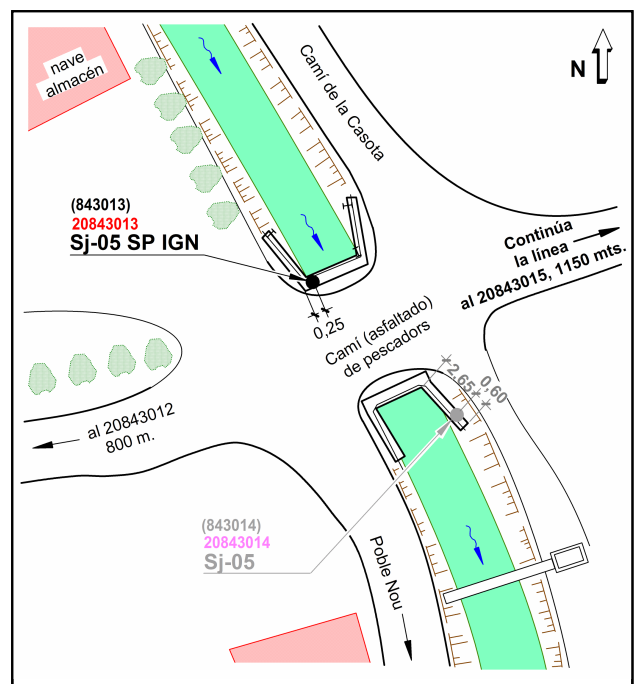 nave
almacén
N
Camí de la Casota
(843013)
20843013
Sj-05 SP IGN
Continúa
la línea
al 20843015, 1150 mts.
0,25
Camí (asfaltado)
de pescadors
2,65
0,60
al 20843012
800 m.
(843014)
20843014
Sj-05
Poble Nou